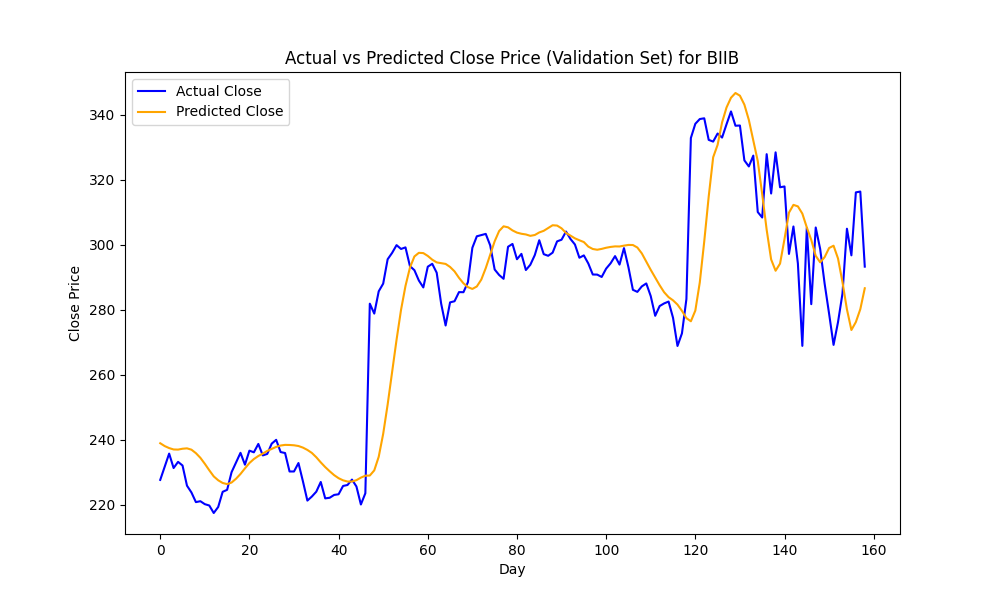 Actual vs Predicted Close Price (Validation Set) for BIIB
Actual Close
Predicted Close
Close Price
340
320
300
280
260
240
220
0 20 40 60 80 100 120 140 160
Day